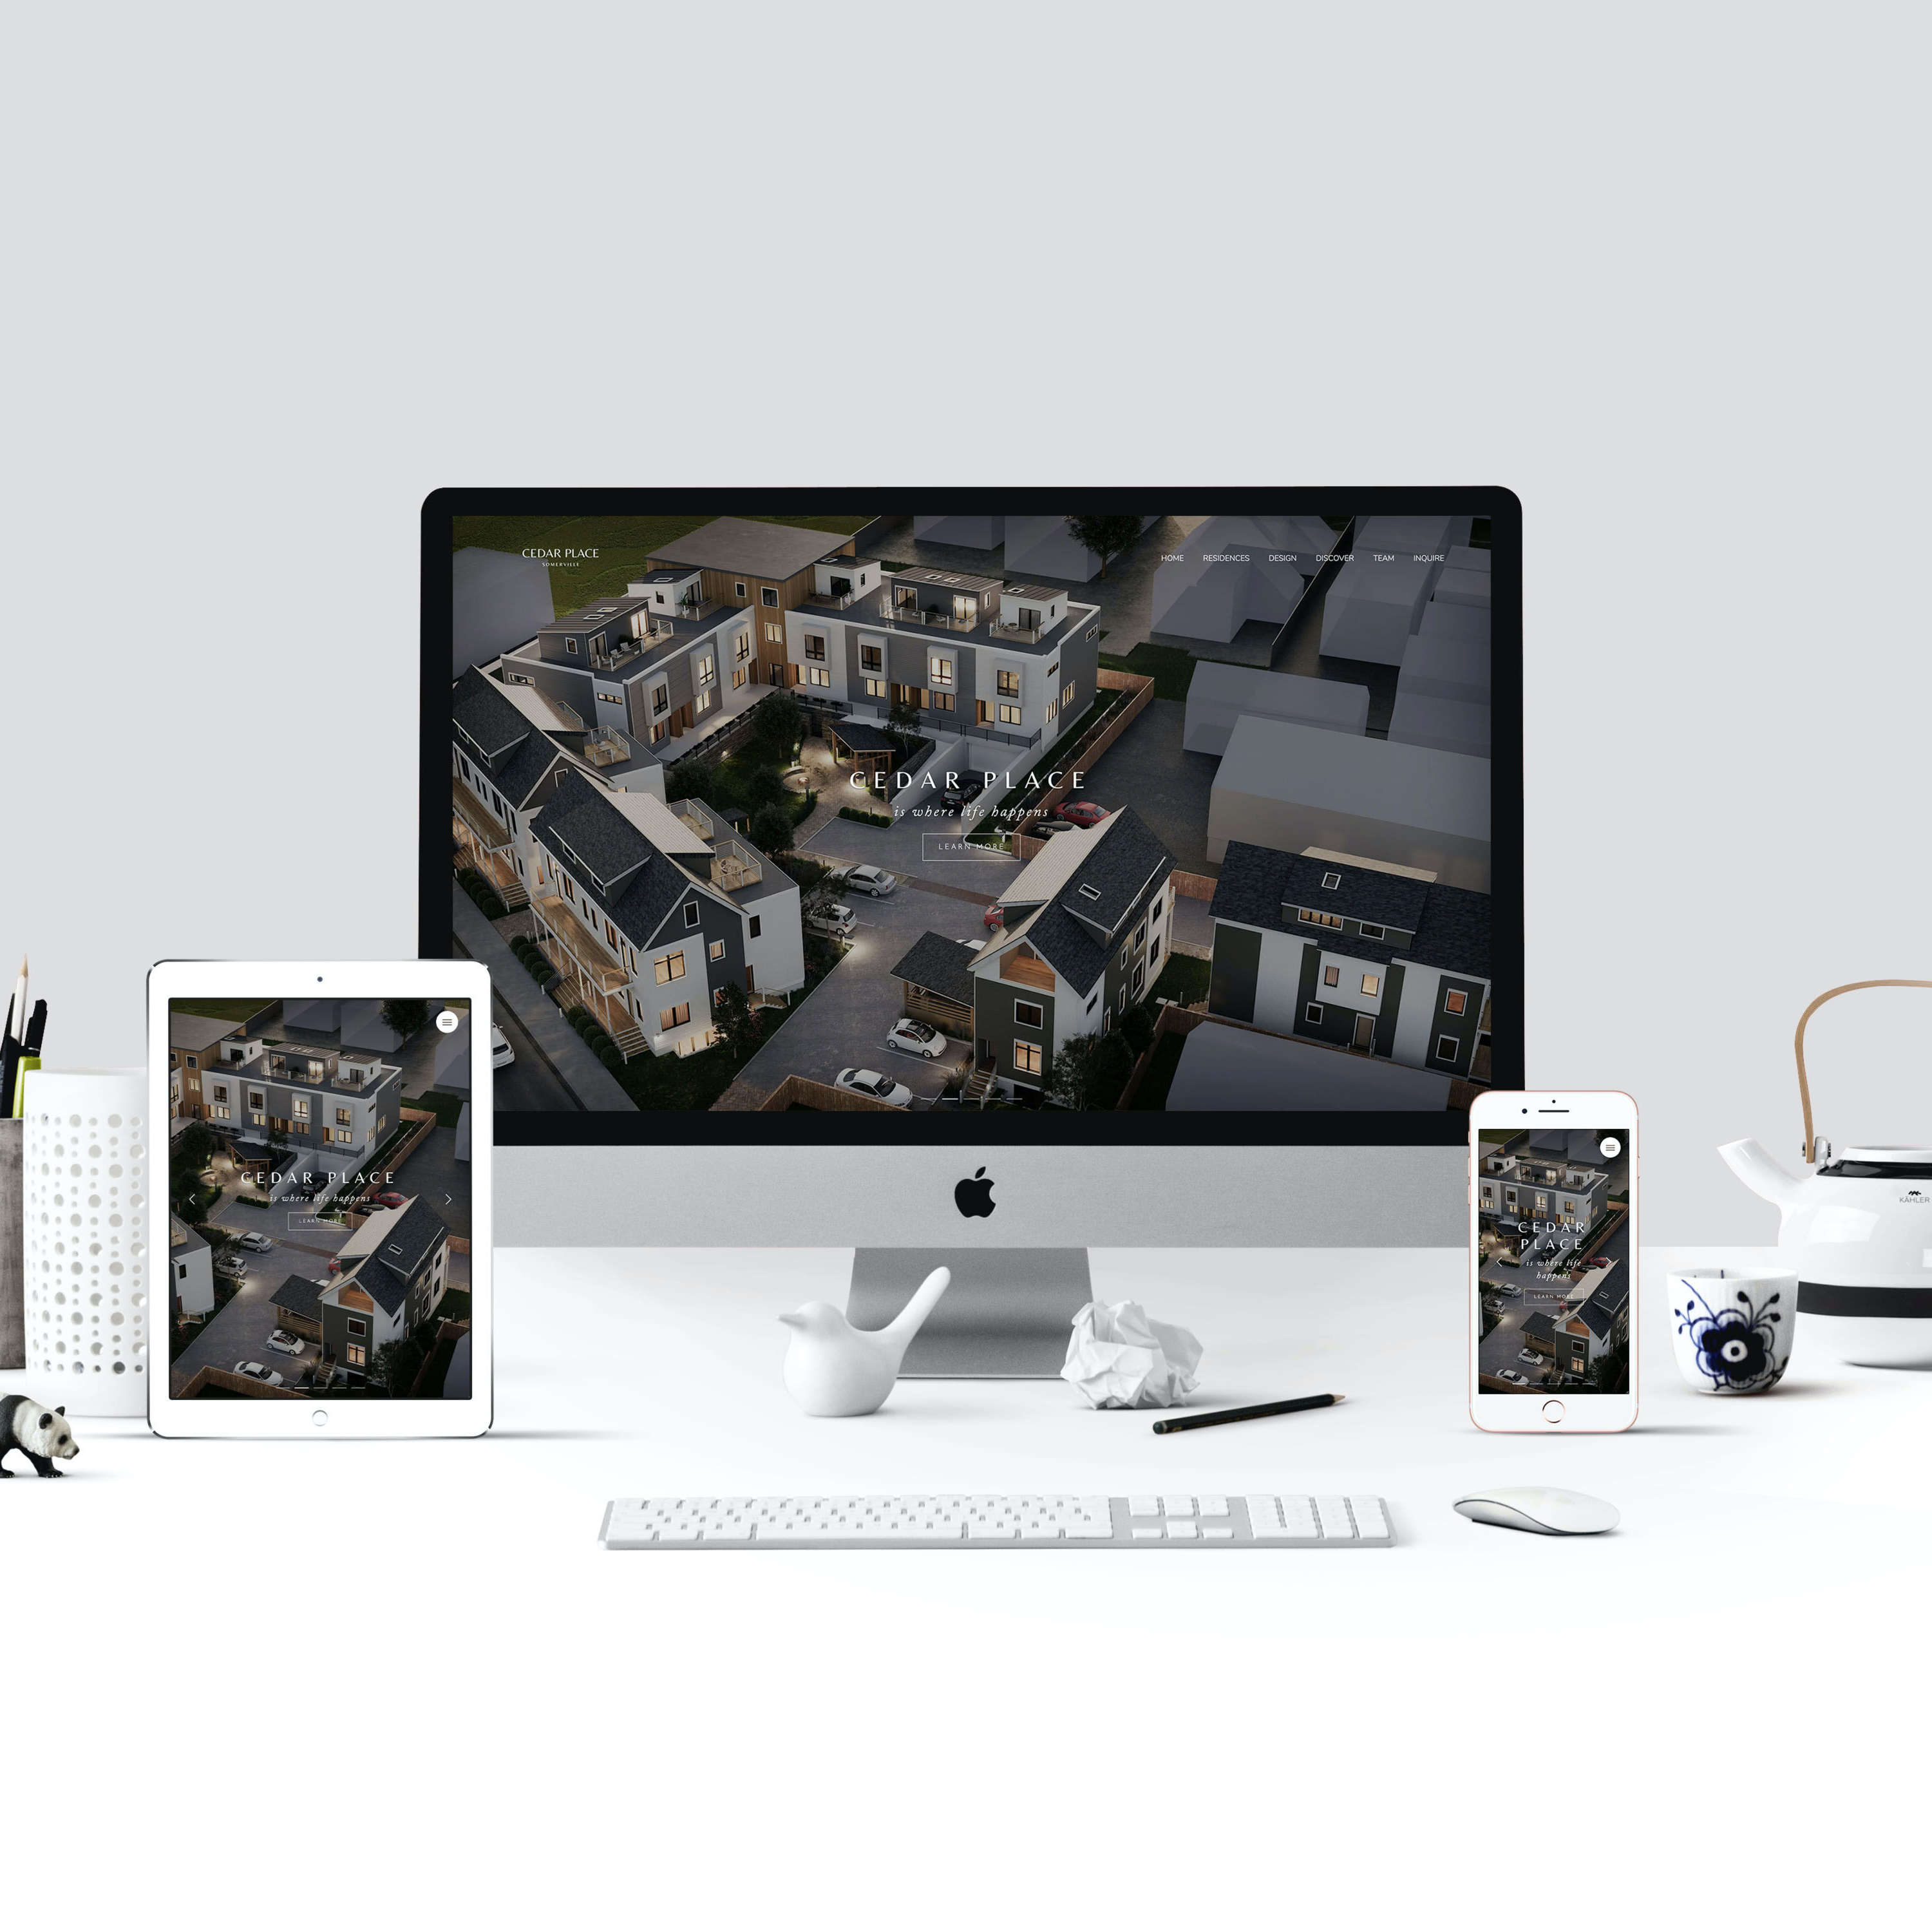 CEDAR PLACE
SOMERVILLE
HOME RESIDENCES DESIGN DISCOVER TEAM INQUIRE
CEDAR PLACE
is where life happens
LEARN MORE
CEDAR PLACE
is where life happens
LEARN MORE
CEDAR
PLACE
is where life
happens
LEARN MORE
KÄHLER